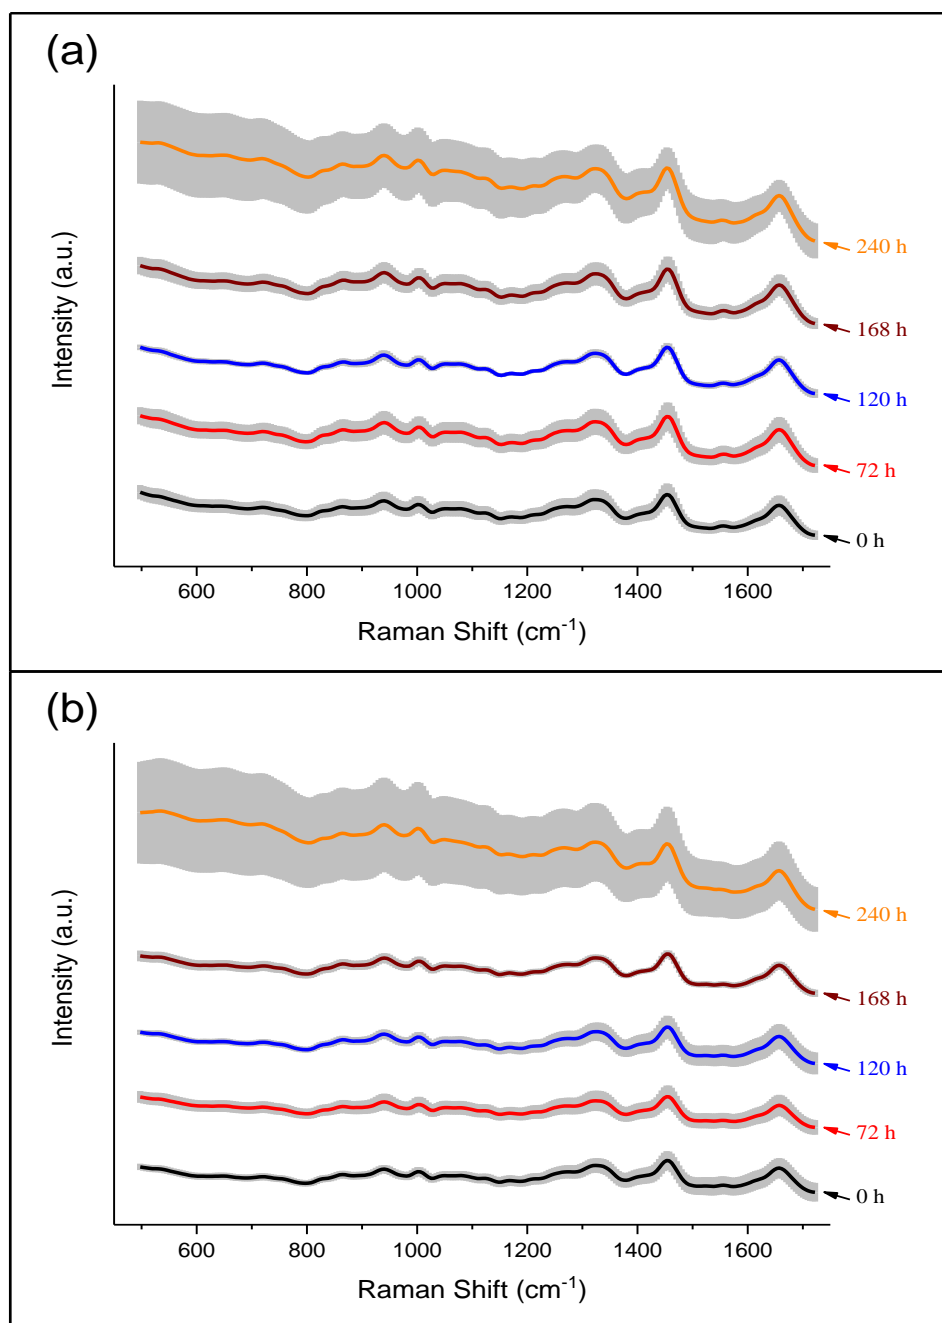 (a)
Intensity (a.u.)
240 h
168 h
120 h
72 h
0 h
600 800 1000 1200 1400 1600
Raman Shift (cm⁻¹)
(b)
Intensity (a.u.)
240 h
168 h
120 h
72 h
0 h
600 800 1000 1200 1400 1600
Raman Shift (cm⁻¹)